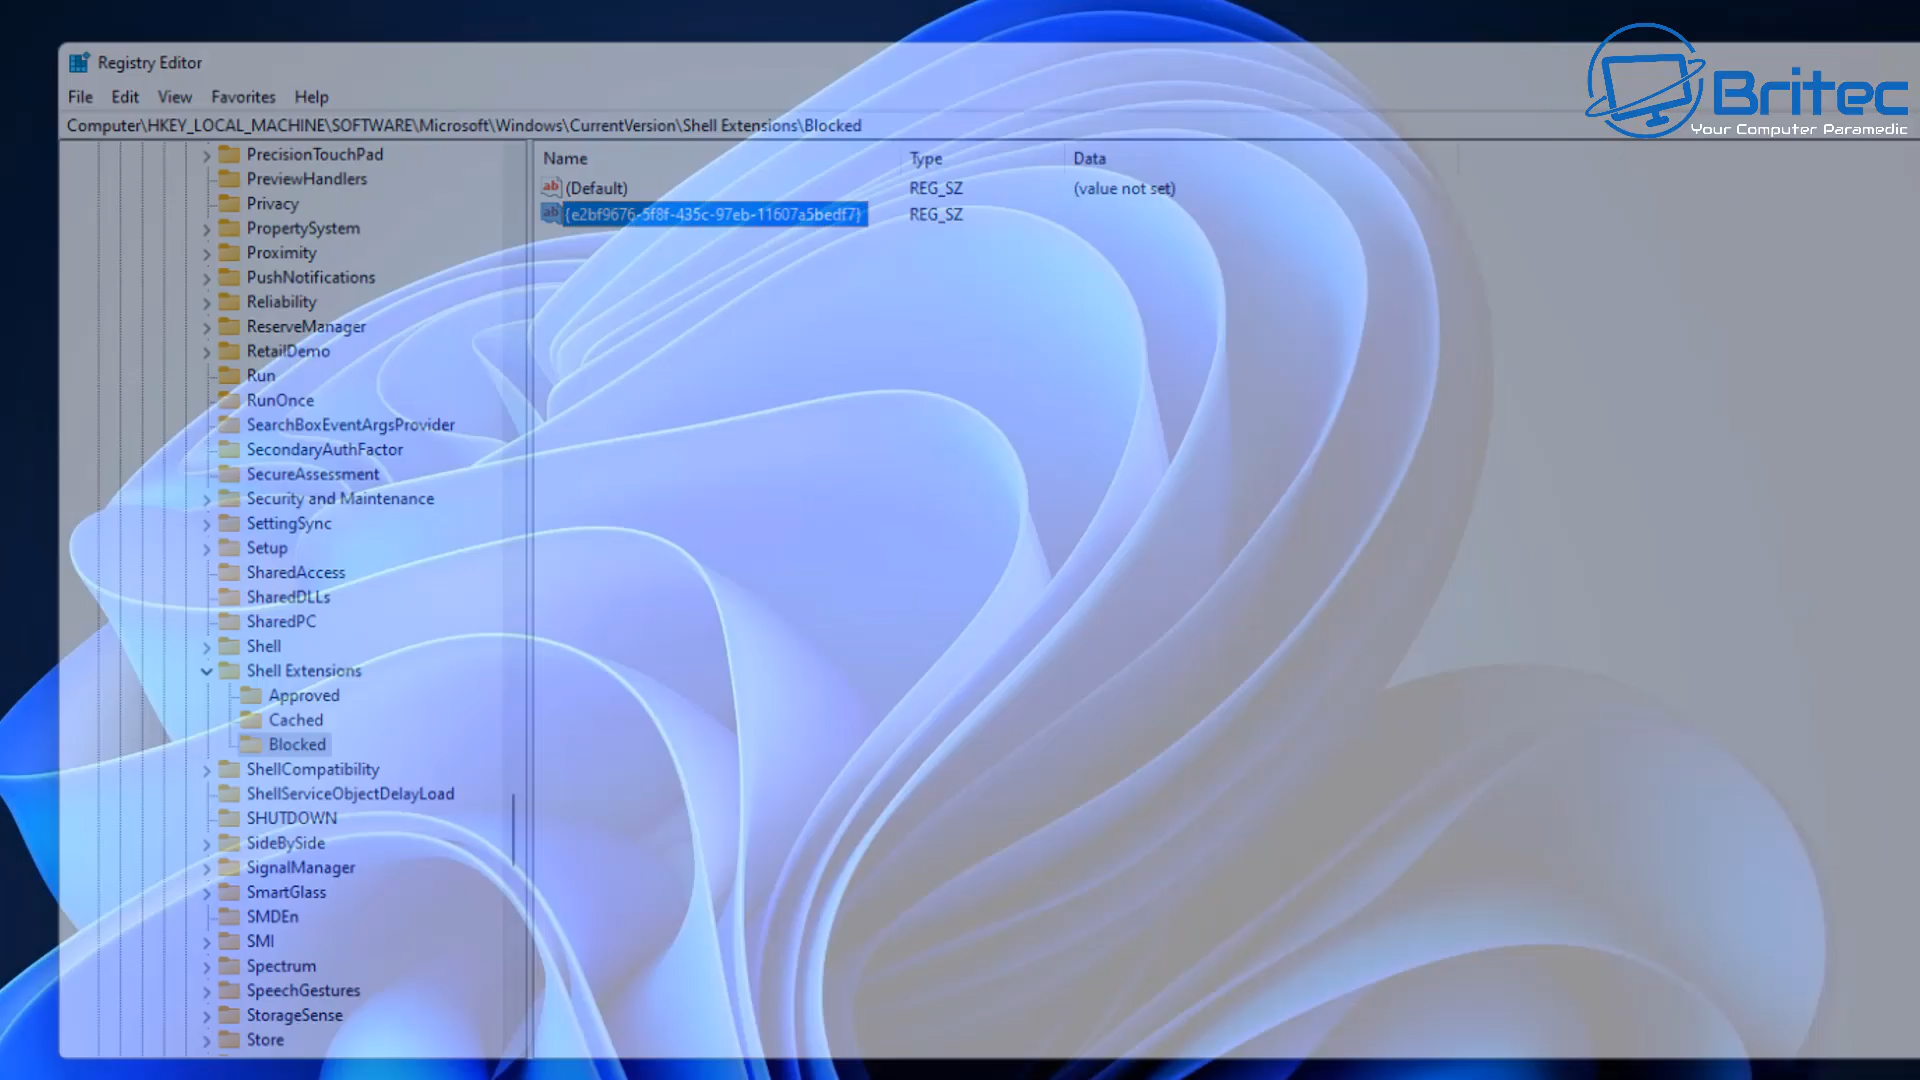 Registry Editor
File Edit View Favorites Help
Computer\HKEY_LOCAL_MACHINE\SOFTWARE\Microsoft\Windows\CurrentVersion\Shell Extensions\Blocked
Britec
Your Computer Paramedic
PrecisionTouchPad
PreviewHandlers
Privacy
PropertySystem
Proximity
PushNotifications
Reliability
ReserveManager
RetailDemo
Run
RunOnce
SearchBoxEventArgsProvider
SecondaryAuthFactor
SecureAssessment
Security and Maintenance
SettingSync
Setup
SharedAccess
SharedDLLs
SharedPC
Shell
Shell Extensions
Approved
Cached
Blocked
ShellCompatibility
ShellServiceObjectDelayLoad
SHUTDOWN
SideBySide
SignalManager
SmartGlass
SMDEn
SMI
Spectrum
SpeechGestures
StorageSense
Store
Name Type Data
ab (Default) REG_SZ (value not set)
ab {e2bf9676-5f8f-435c-97eb-11607a5bedf7} REG_SZ